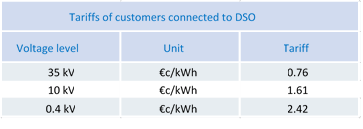 Tariffs of customers connected to DSO
Voltage level Unit Tariff
35 kV €c/kWh 0.76
10 kV €c/kWh 1.61
0.4 kV €c/kWh 2.42